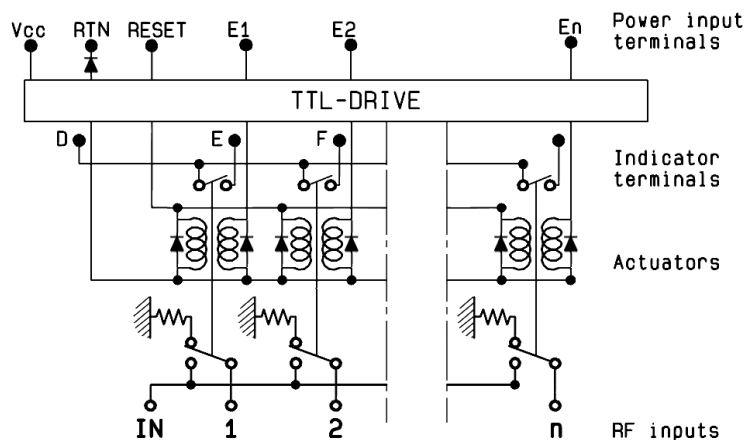 Vcc RTN RESET E1 E2 En Power input
terminals
TTL-DRIVE
D E F Indicator
terminals
Actuators
IN 1 2 n RF inputs